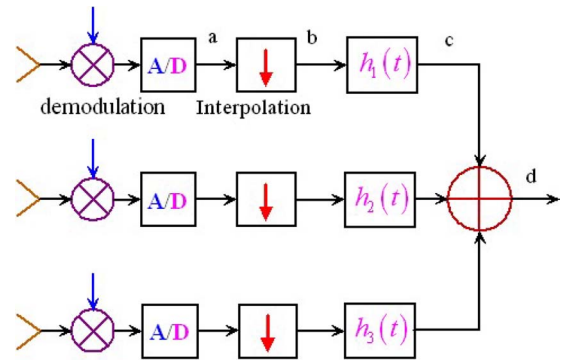 a b c
A/D h₁(t)
demodulation Interpolation
d
A/D h₂(t)
A/D h₃(t)